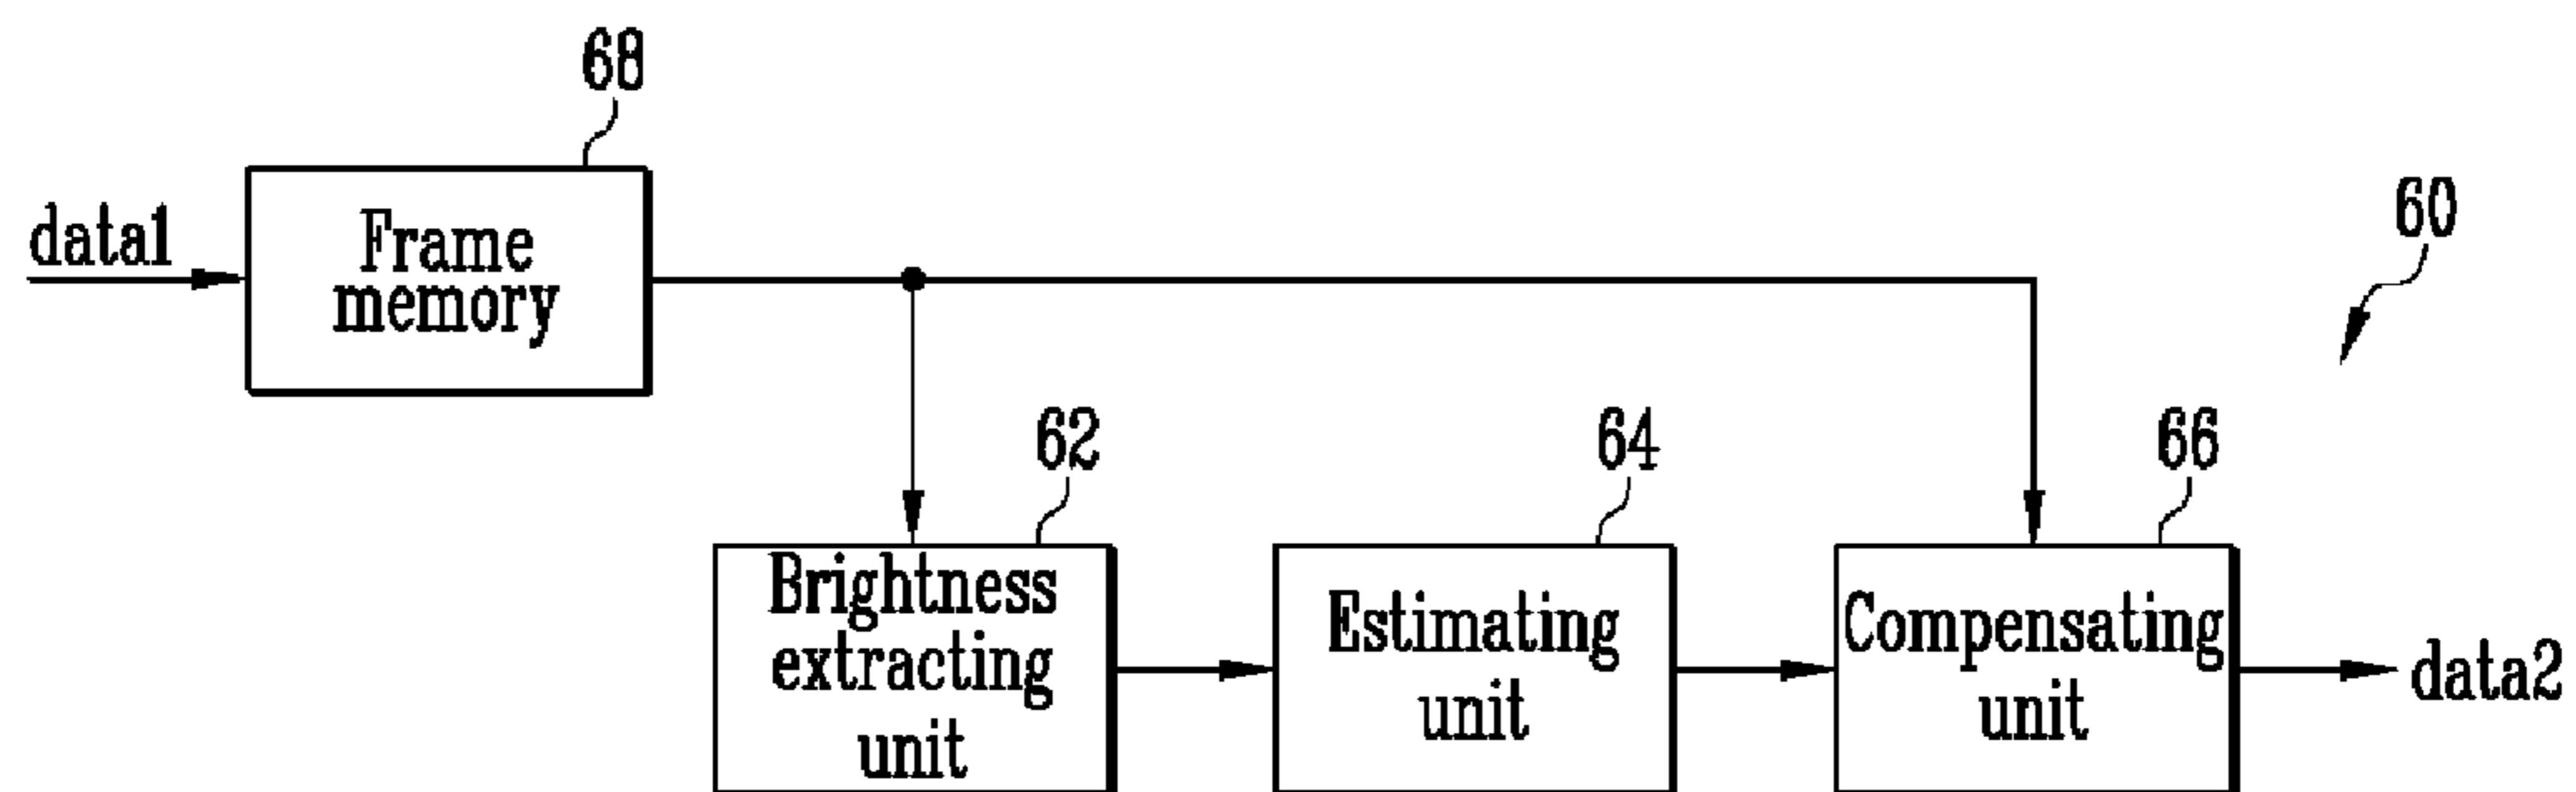 68
data1
Frame
memory
60
62
64
66
Brightness
extracting
unit
Estimating
unit
Compensating
unit
data2